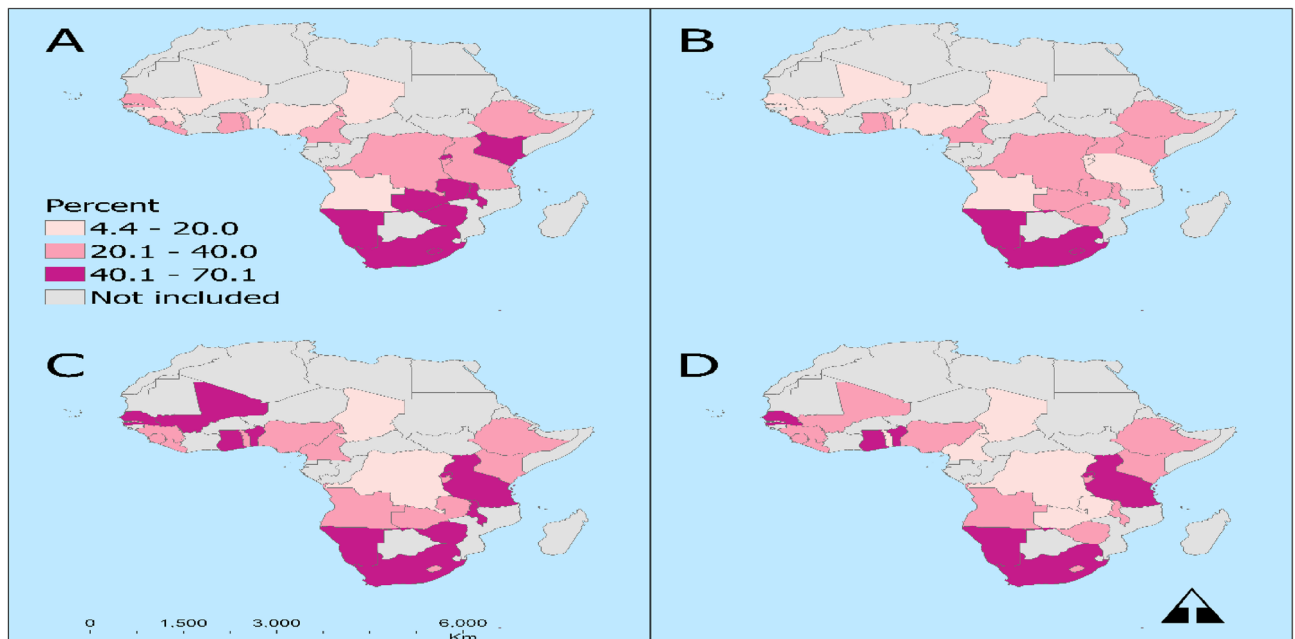 A
B
Percent
4.4 - 20.0
20.1 - 40.0
40.1 - 70.1
Not included
C
D
0 1.500 3.000 6.000
Km